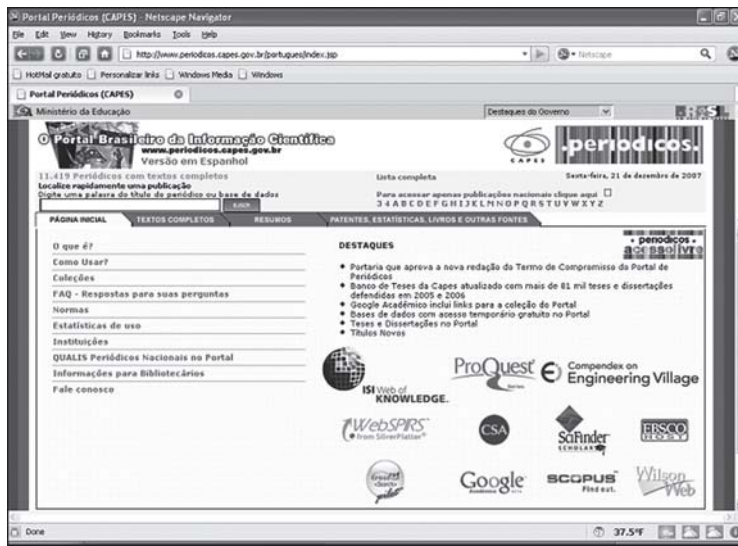 Portal Periódicos (CAPES) - Netscape Navigator
File Edit View History Bookmarks Tools Help
http://www.periodicos.capes.gov.br/portugues/index.jsp
Netscape
HotMail gratuito Personalizar links Windows Media Windows
Portal Periódicos (CAPES)
Ministério da Educação
Destaques do Governo
O Portal Brasileiro da Informação Científica
www.periodicos.capes.gov.br
Versão em Espanhol
CAPES
.periodicos.
11.419 Periódicos com textos completos
Lista completa
Sexta-feira, 21 de dezembro de 2007
Localize rapidamente uma publicação
Digite uma palavra do título do periódico ou base de dados
Para acessar apenas publicações nacionais clique aqui
3 4 A B C D E F G H I J K L M N O P Q R S T U V W X Y Z
PÁGINA INICIAL
TEXTOS COMPLETOS
RESUMOS
PATENTES, ESTATÍSTICAS, LIVROS E OUTRAS FONTES
O que é?
Como Usar?
Coleções
FAQ - Respostas para suas perguntas
Normas
Estatísticas de uso
Instituições
QUALIS Periódicos Nacionais no Portal
Informações para Bibliotecários
Fale conosco
.periodicos.
acessolivre
DESTAQUES
Portaria que aprova a nova redação do Termo de Compromisso do Portal de
Periódicos
Banco de Teses da Capes atualizado com mais de 81 mil teses e dissertações
defendidas em 2005 e 2006
Google Acadêmico inclui links para a coleção do Portal
Bases de dados com acesso temporário gratuito no Portal
Teses e Dissertações no Portal
Títulos Novos
ISI Web of
KNOWLEDGE.
ProQuest
Compendex on
Engineering Village
WebSPIRS
from SilverPlatter
CSA
SciFinder
SCHOLAR
EBSCO
HOST
pilot
Google
Acadêmico
SCOPUS
Find out.
Wilson
Web
Done
37.5°F